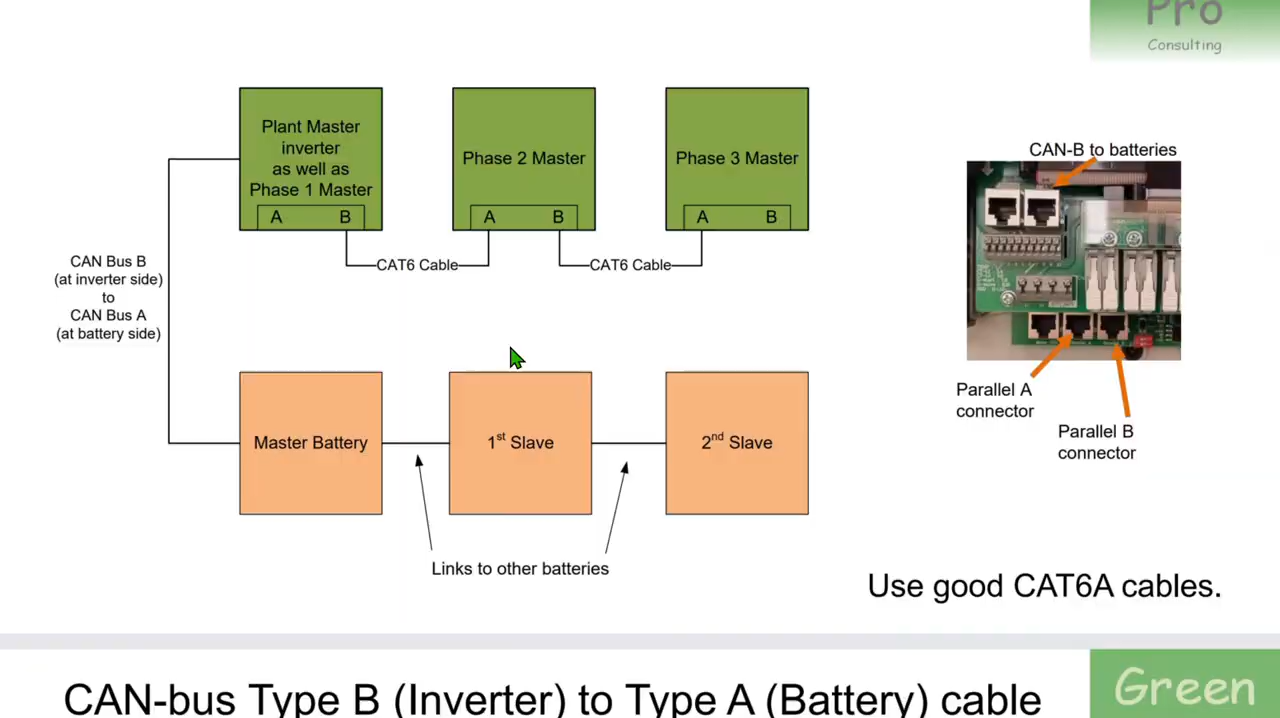 Pro
Consulting
Plant Master
inverter
as well as
Phase 1 Master
A B
Phase 2 Master
A B
Phase 3 Master
A B
CAT6 Cable
CAT6 Cable
CAN Bus B
(at inverter side)
to
CAN Bus A
(at battery side)
Master Battery
1st Slave
2nd Slave
Links to other batteries
CAN-B to batteries
Parallel A
connector
Parallel B
connector
Use good CAT6A cables.
CAN-bus Type B (Inverter) to Type A (Battery) cable
Green